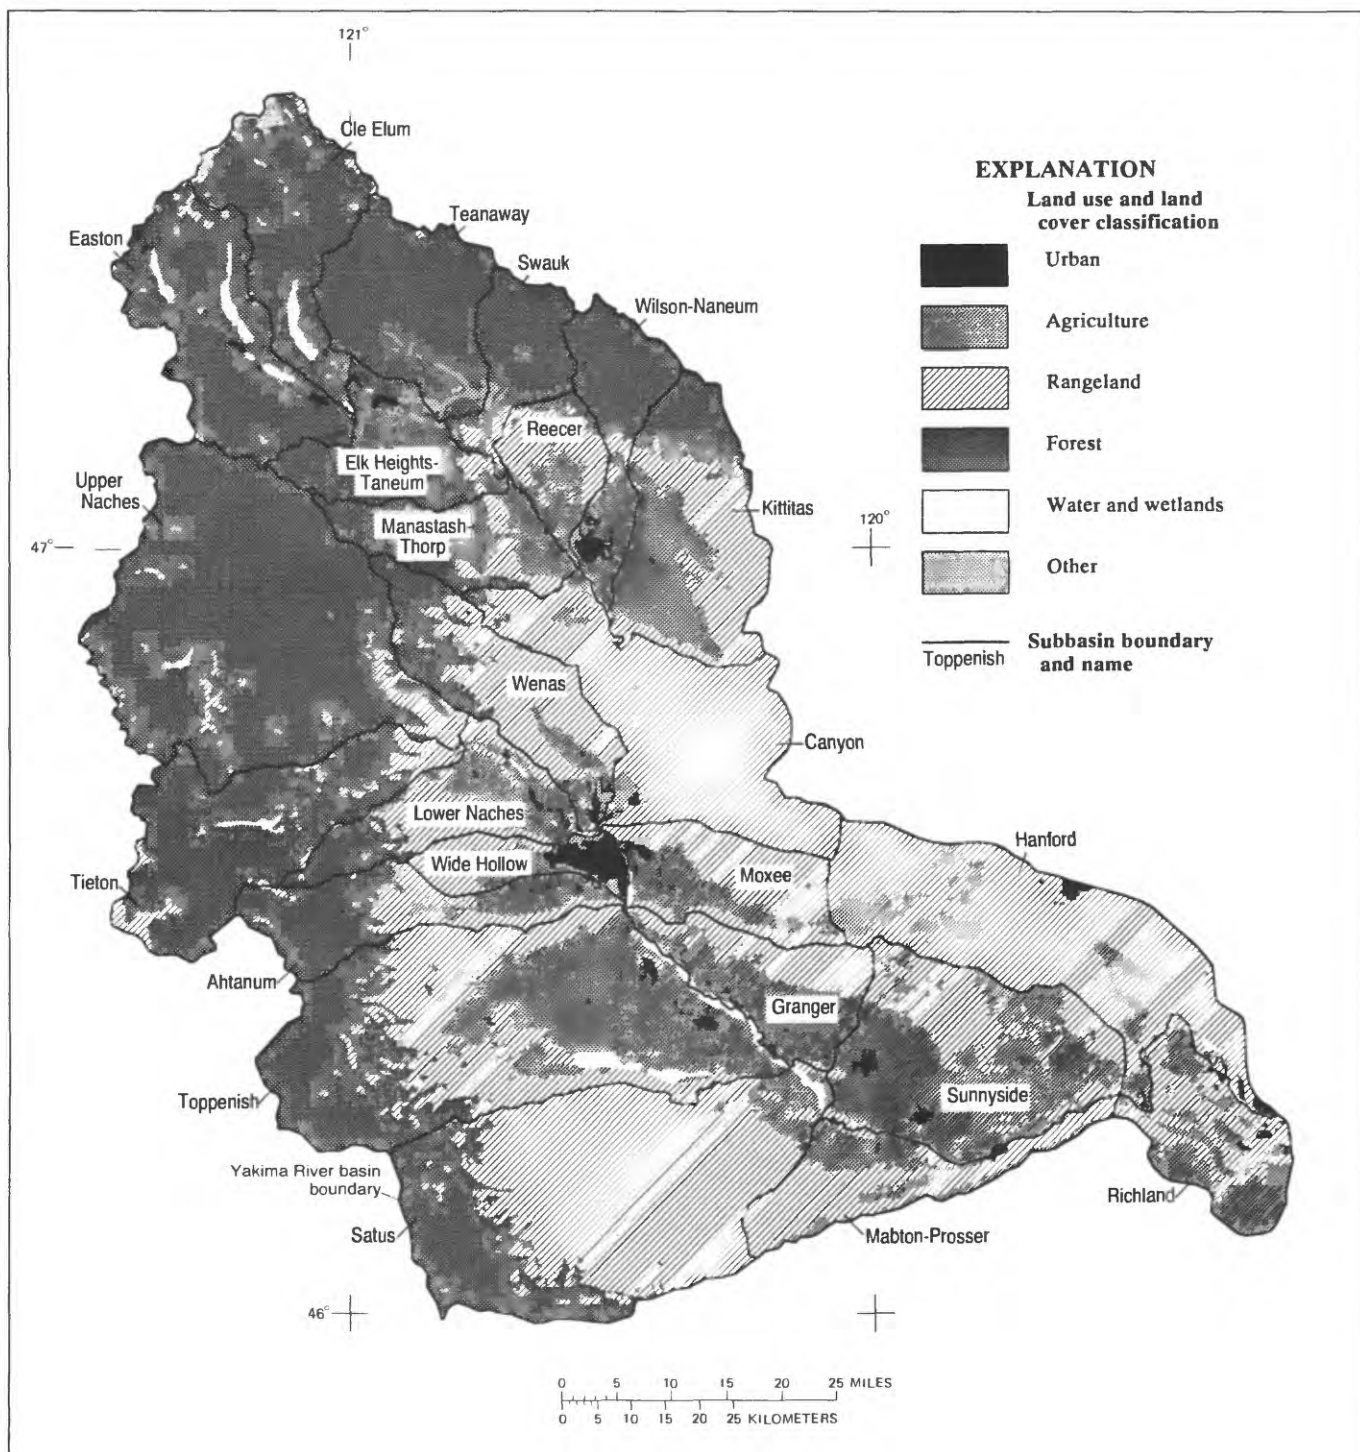 121°
Cle Elum
Teanaway
Easton
Swauk
Wilson-Naneum
EXPLANATION
Land use and land
cover classification
Urban
Agriculture
Rangeland
Forest
Water and wetlands
Other
Toppenish
Subbasin boundary
and name
Reecer
Elk Heights-
Taneum
Upper
Naches
Kittitas
Manastash-
Thorp
47°
120°
Wenas
Canyon
Lower Naches
Hanford
Wide Hollow
Moxee
Tieton
Ahtanum
Granger
Toppenish
Sunnyside
Yakima River basin
boundary
Richland
Satus
Mabton-Prosser
46°
0 5 10 15 20 25 MILES
0 5 10 15 20 25 KILOMETERS